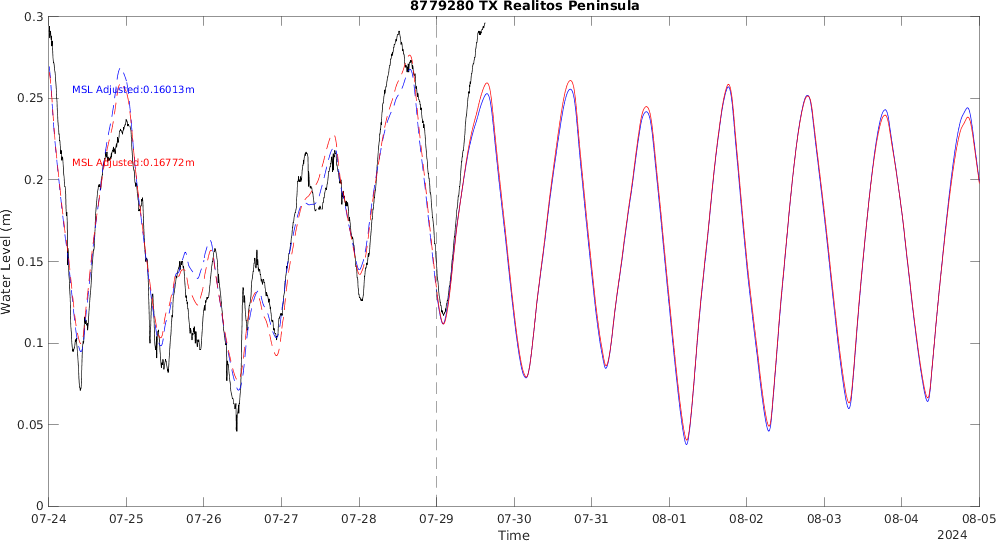 8779280 TX Realitos Peninsula
Water Level (m)
0.3
0.25
0.2
0.15
0.1
0.05
0
MSL Adjusted:0.16013m
MSL Adjusted:0.16772m
07-24 07-25 07-26 07-27 07-28 07-29 07-30 07-31 08-01 08-02 08-03 08-04 08-05
Time
2024